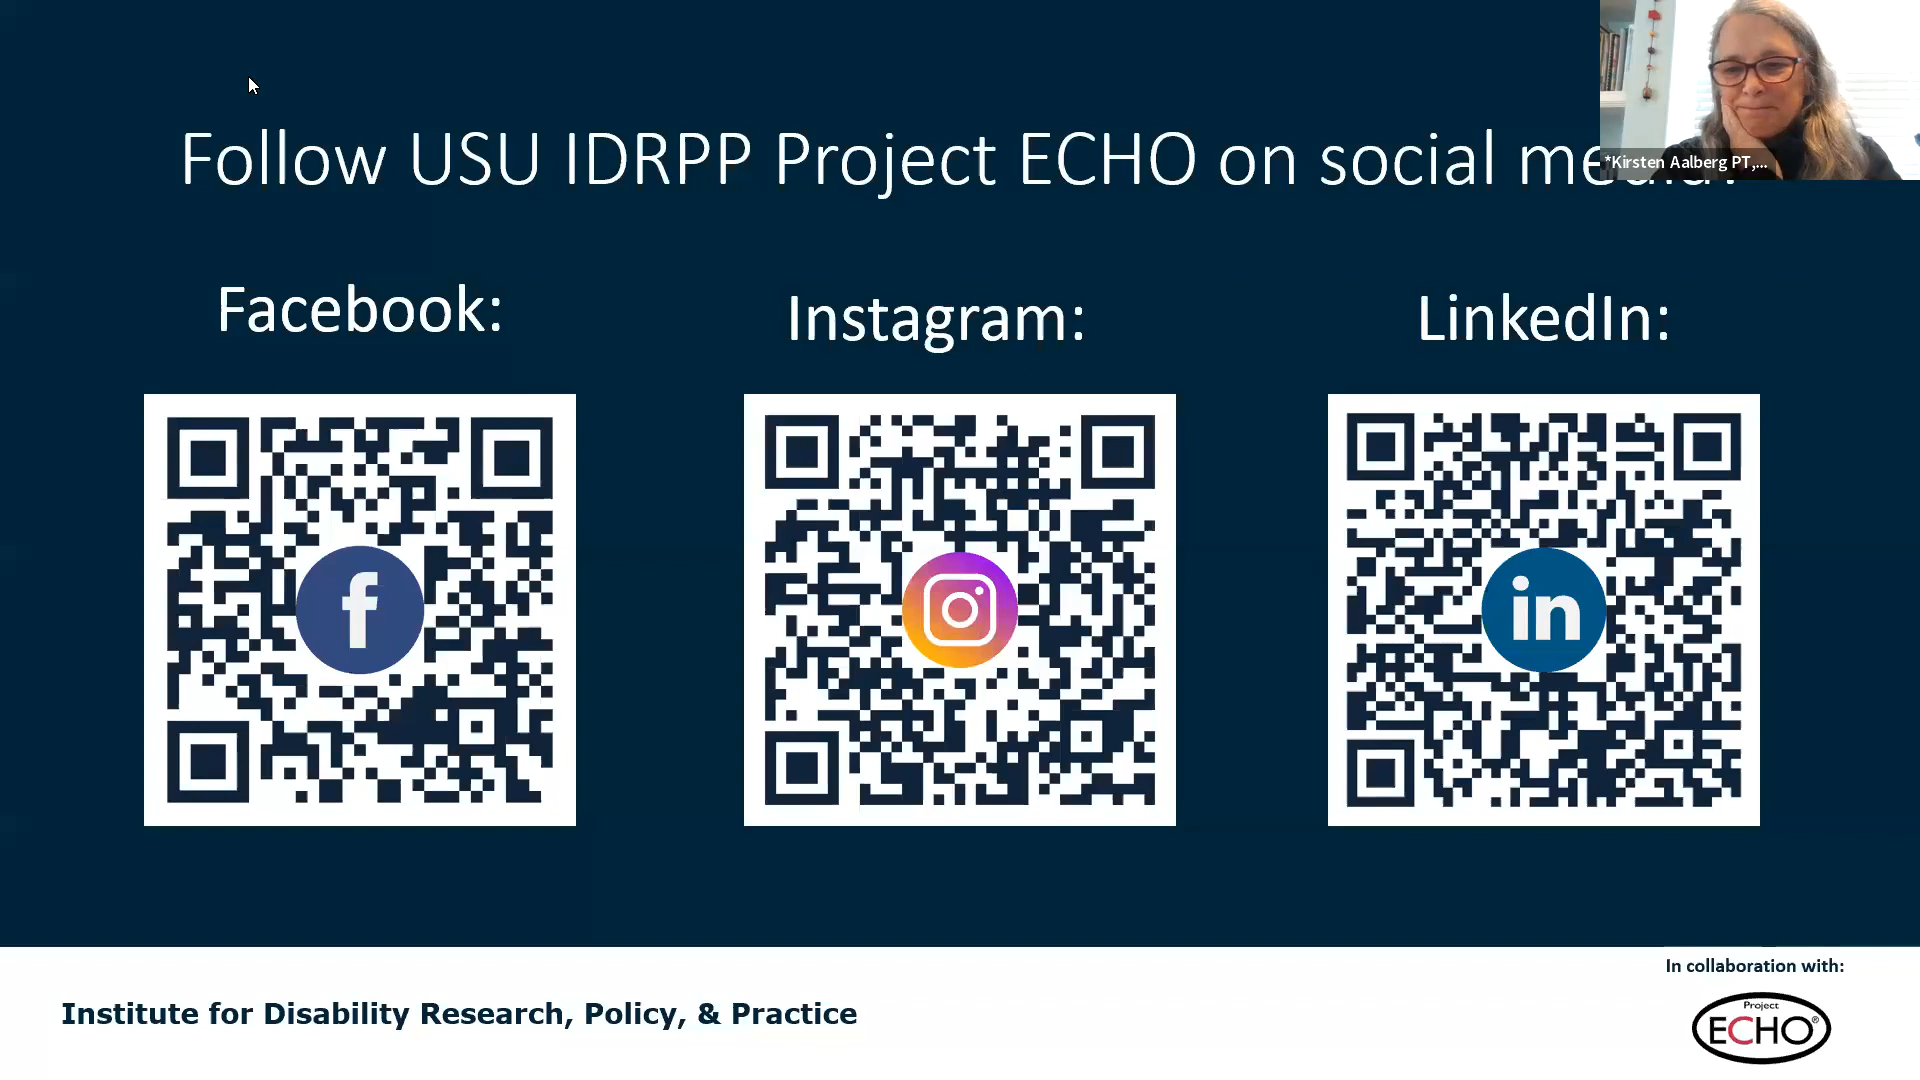 Follow USU IDRPP Project ECHO on social
*Kirsten Aalberg PT,...
Facebook:
Instagram:
LinkedIn:
f
in
In collaboration with:
Institute for Disability Research, Policy, & Practice
Project
ECHO®